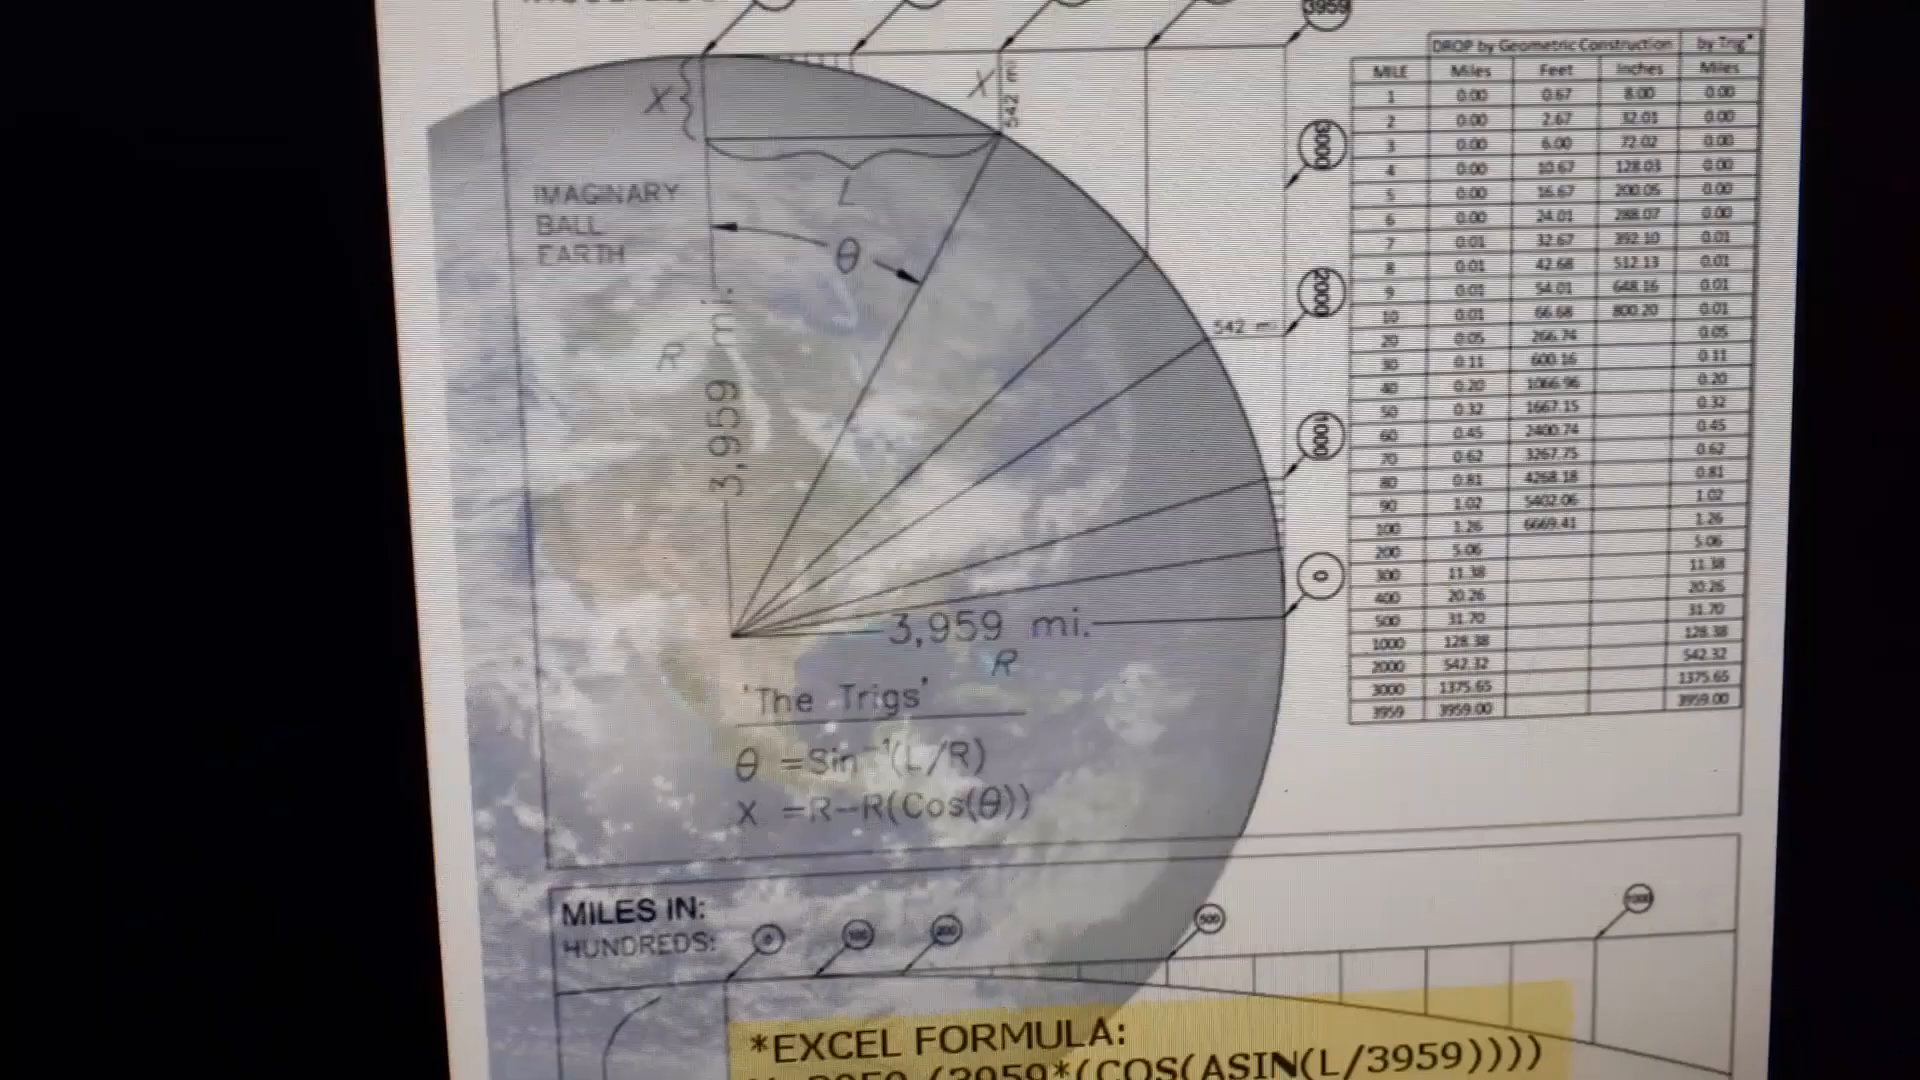 3959
DROP by Geometric Construction by Trig*
MILE Miles Feet Inches Miles
1 0.00 0.67 8.00 0.00
2 0.00 2.67 32.01 0.00
3 0.00 6.00 72.02 0.00
4 0.00 10.67 128.03 0.00
5 0.00 16.67 200.05 0.00
6 0.00 24.01 288.07 0.00
7 0.01 32.67 392.10 0.01
8 0.01 42.68 512.13 0.01
9 0.01 54.01 648.16 0.01
10 0.01 66.68 800.20 0.01
20 0.05 266.74 0.05
30 0.11 600.16 0.11
40 0.20 1066.96 0.20
50 0.32 1667.15 0.32
60 0.45 2400.74 0.45
70 0.62 3267.75 0.62
80 0.81 4268.18 0.81
90 1.02 5402.06 1.02
100 1.26 6669.41 1.26
200 5.06 5.06
300 11.38 11.38
400 20.26 20.26
500 31.70 31.70
1000 128.38 128.38
2000 542.32 542.32
3000 1375.65 1375.65
3959 3959.00 3959.00
X
X
542 mi
3000
L
IMAGINARY
BALL
EARTH
θ
2000
542 mi
R
3,959 mi.
1000
0
3,959 mi.
R
'The Trigs'
θ =Sin⁻¹(L/R)
X =R-R(Cos(θ))
MILES IN:
HUNDREDS:
0 100 200 500 1000
*EXCEL FORMULA:
(3959*(COS(ASIN(L/3959))))